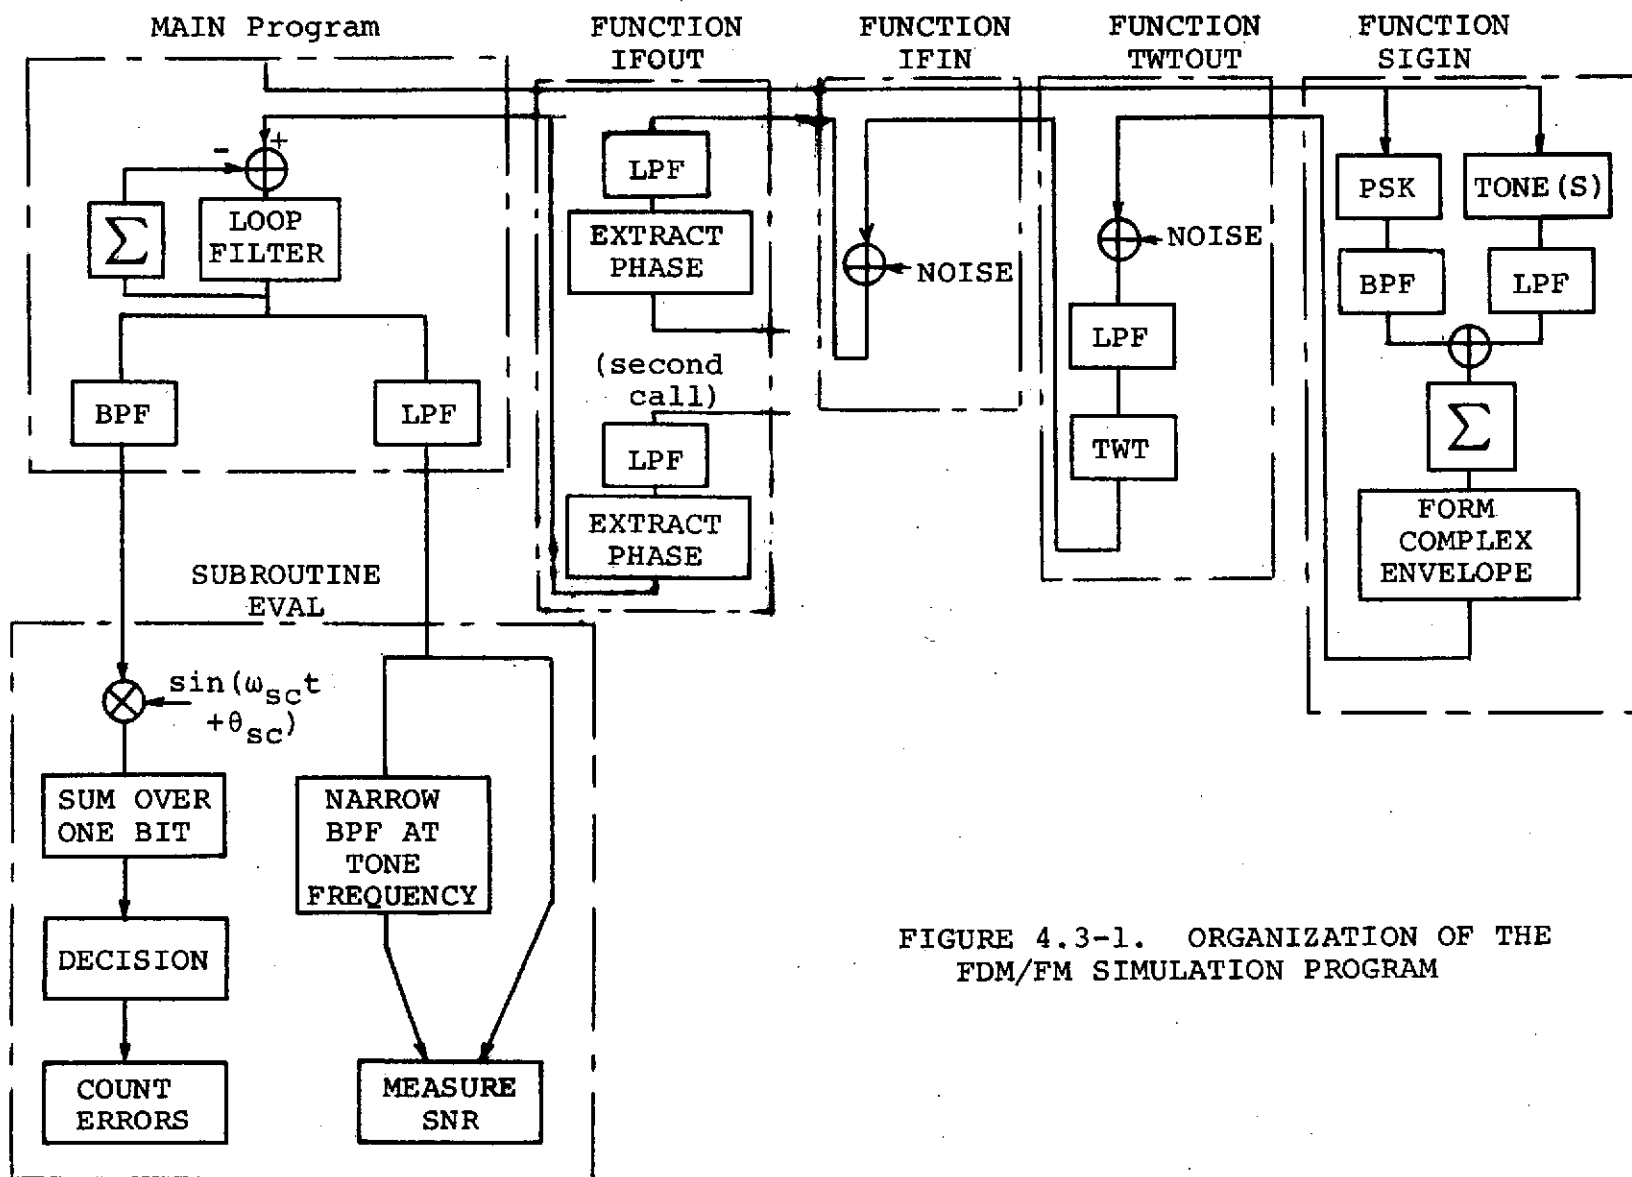 MAIN Program
FUNCTION
IFOUT
FUNCTION
IFIN
FUNCTION
TWTOUT
FUNCTION
SIGIN
-
+
Σ
LOOP
FILTER
BPF
LPF
LPF
EXTRACT
PHASE
(second
call)
LPF
EXTRACT
PHASE
NOISE
NOISE
LPF
TWT
PSK
TONE(S)
BPF
LPF
Σ
FORM
COMPLEX
ENVELOPE
SUBROUTINE
EVAL
sin(ωsct
+θsc)
SUM OVER
ONE BIT
DECISION
COUNT
ERRORS
NARROW
BPF AT
TONE
FREQUENCY
MEASURE
SNR
FIGURE 4.3-1. ORGANIZATION OF THE
FDM/FM SIMULATION PROGRAM